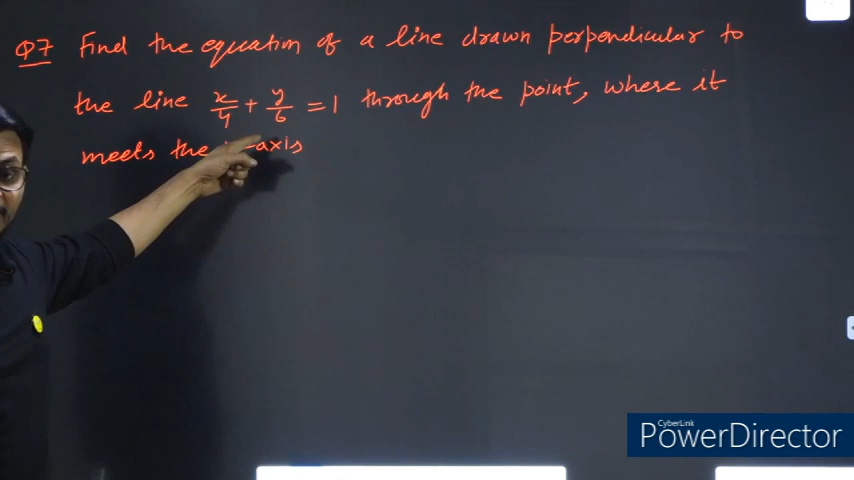 Q7 Find the equation of a line drawn perpendicular to
the line x/4 + y/6 = 1 through the point, where it
meets the -axis
CyberLink
PowerDirector